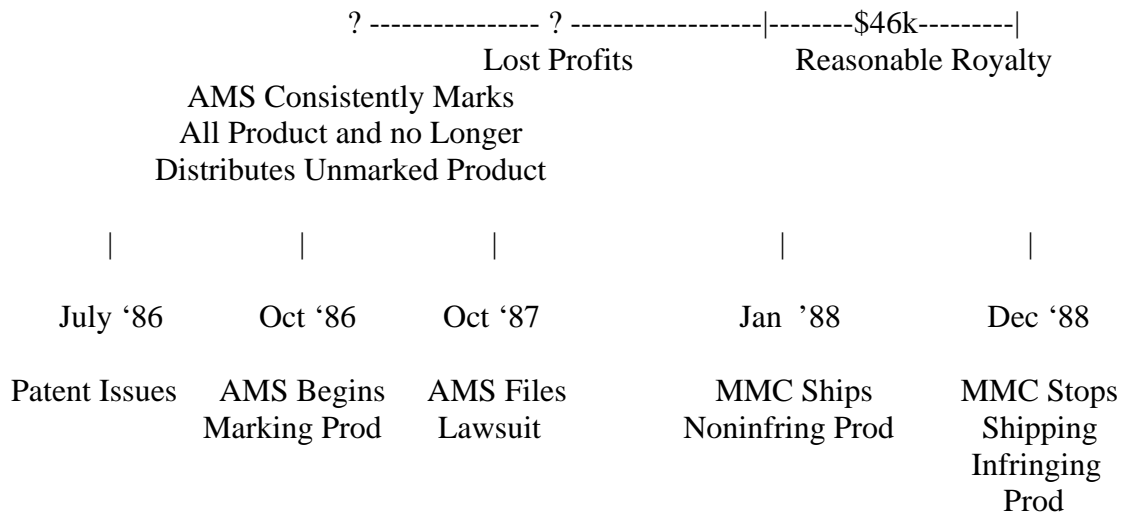 ? ---------------- ? ------------------|--------$46k---------|
Lost Profits Reasonable Royalty
AMS Consistently Marks
All Product and no Longer
Distributes Unmarked Product
| | | | |
July ‘86 Oct ‘86 Oct ‘87 Jan ’88 Dec ‘88
Patent Issues AMS Begins AMS Files MMC Ships MMC Stops
Marking Prod Lawsuit Noninfring Prod Shipping
Infringing
Prod